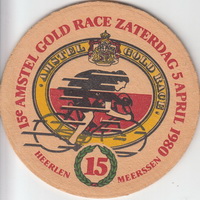 15e AMSTEL GOLD RACE ZATERDAG 5 APRIL 1980
AMSTEL GOLD RACE
15
HEERLEN MEERSSEN